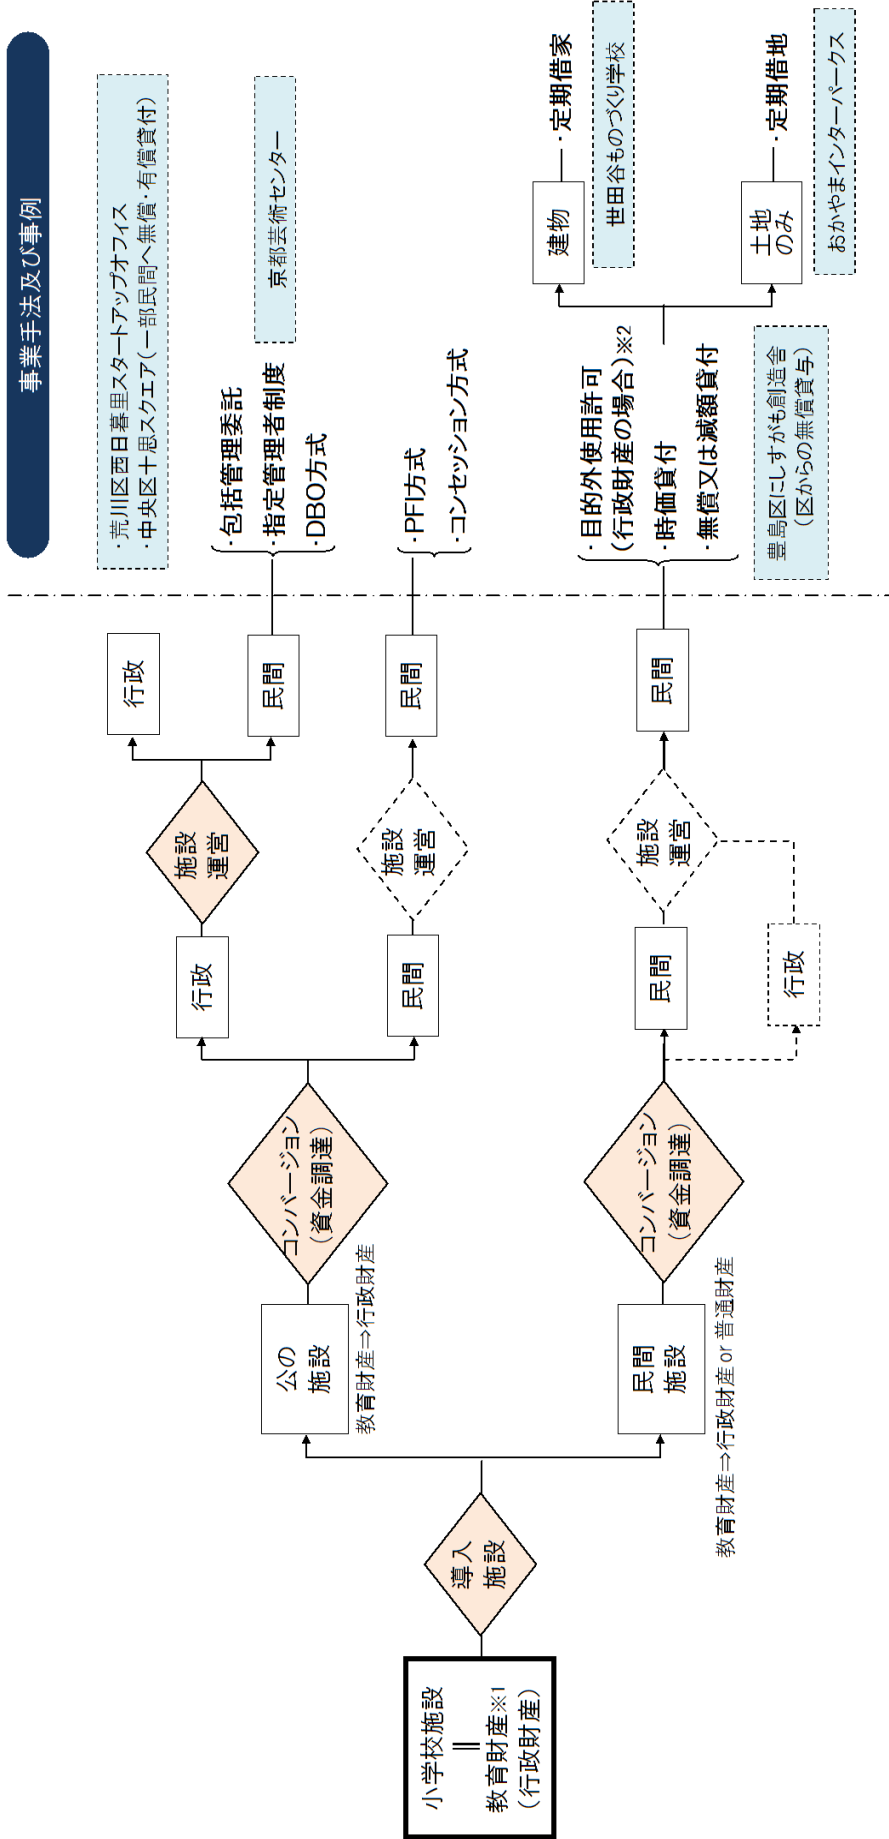 事業手法及び事例
小学校施設
||
教育財産※1
(行政財産)
導入
施設
公の
施設
教育財産⇒行政財産
コンバージョン
(資金調達)
行政
施設
運営
行政
・荒川区西日暮里スタートアップオフィス
・中央区十思スクエア(一部民間へ無償・有償貸付)
民間
・包括管理委託
・指定管理者制度
・DBO方式
京都芸術センター
民間
施設
運営
民間
・PFI方式
・コンセッション方式
民間
施設
教育財産⇒行政財産 or 普通財産
コンバージョン
(資金調達)
民間
行政
施設
運営
民間
・目的外使用許可
(行政財産の場合)※2
・時価貸付
・無償又は減額貸付
豊島区にしすがも創造舎
(区からの無償貸与)
建物
・定期借家
世田谷ものづくり学校
土地
のみ
・定期借地
おかやまインターパークス